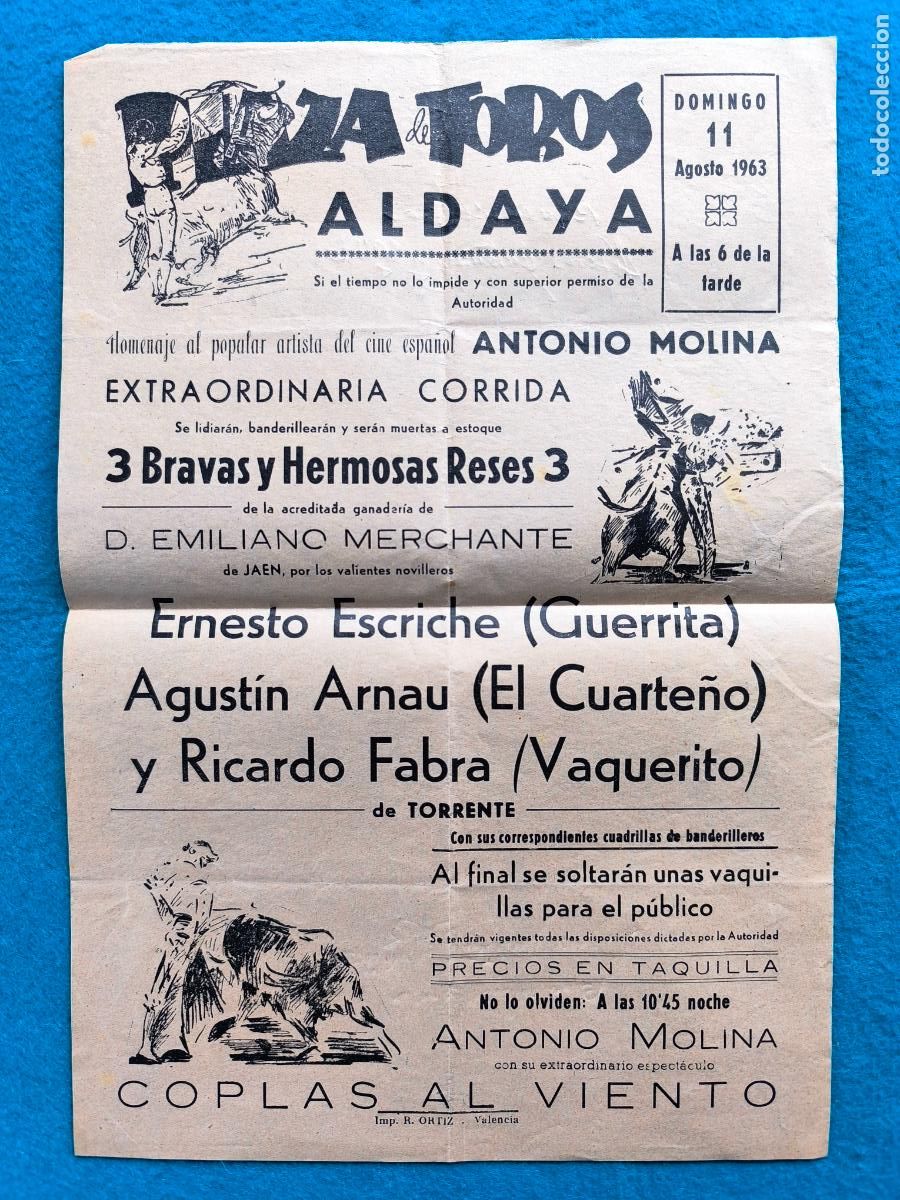 PLAZA de TOROS
ALDAYA
Si el tiempo no lo impide y con superior permiso de la
Autoridad
DOMINGO
11
Agosto 1963
A las 6 de la
tarde
Homenaje al popular artista del cine español ANTONIO MOLINA
EXTRAORDINARIA CORRIDA
Se lidiarán, banderillearán y serán muertas a estoque
3 Bravas y Hermosas Reses 3
de la acreditada ganadería de
D. EMILIANO MERCHANTE
de JAEN, por los valientes novilleros
Ernesto Escriche (Guerrita)
Agustín Arnau (El Cuarteño)
y Ricardo Fabra (Vaquerito)
de TORRENTE
Con sus correspondientes cuadrillas de banderilleros
Al final se soltarán unas vaqui-
llas para el público
Se tendrán vigentes todas las disposiciones dictadas por la Autoridad
PRECIOS EN TAQUILLA
No lo olviden: A las 10'45 noche
ANTONIO MOLINA
con su extraordinario espectáculo
COPLAS AL VIENTO
Imp. R. ORTIZ . Valencia
todocoleccion